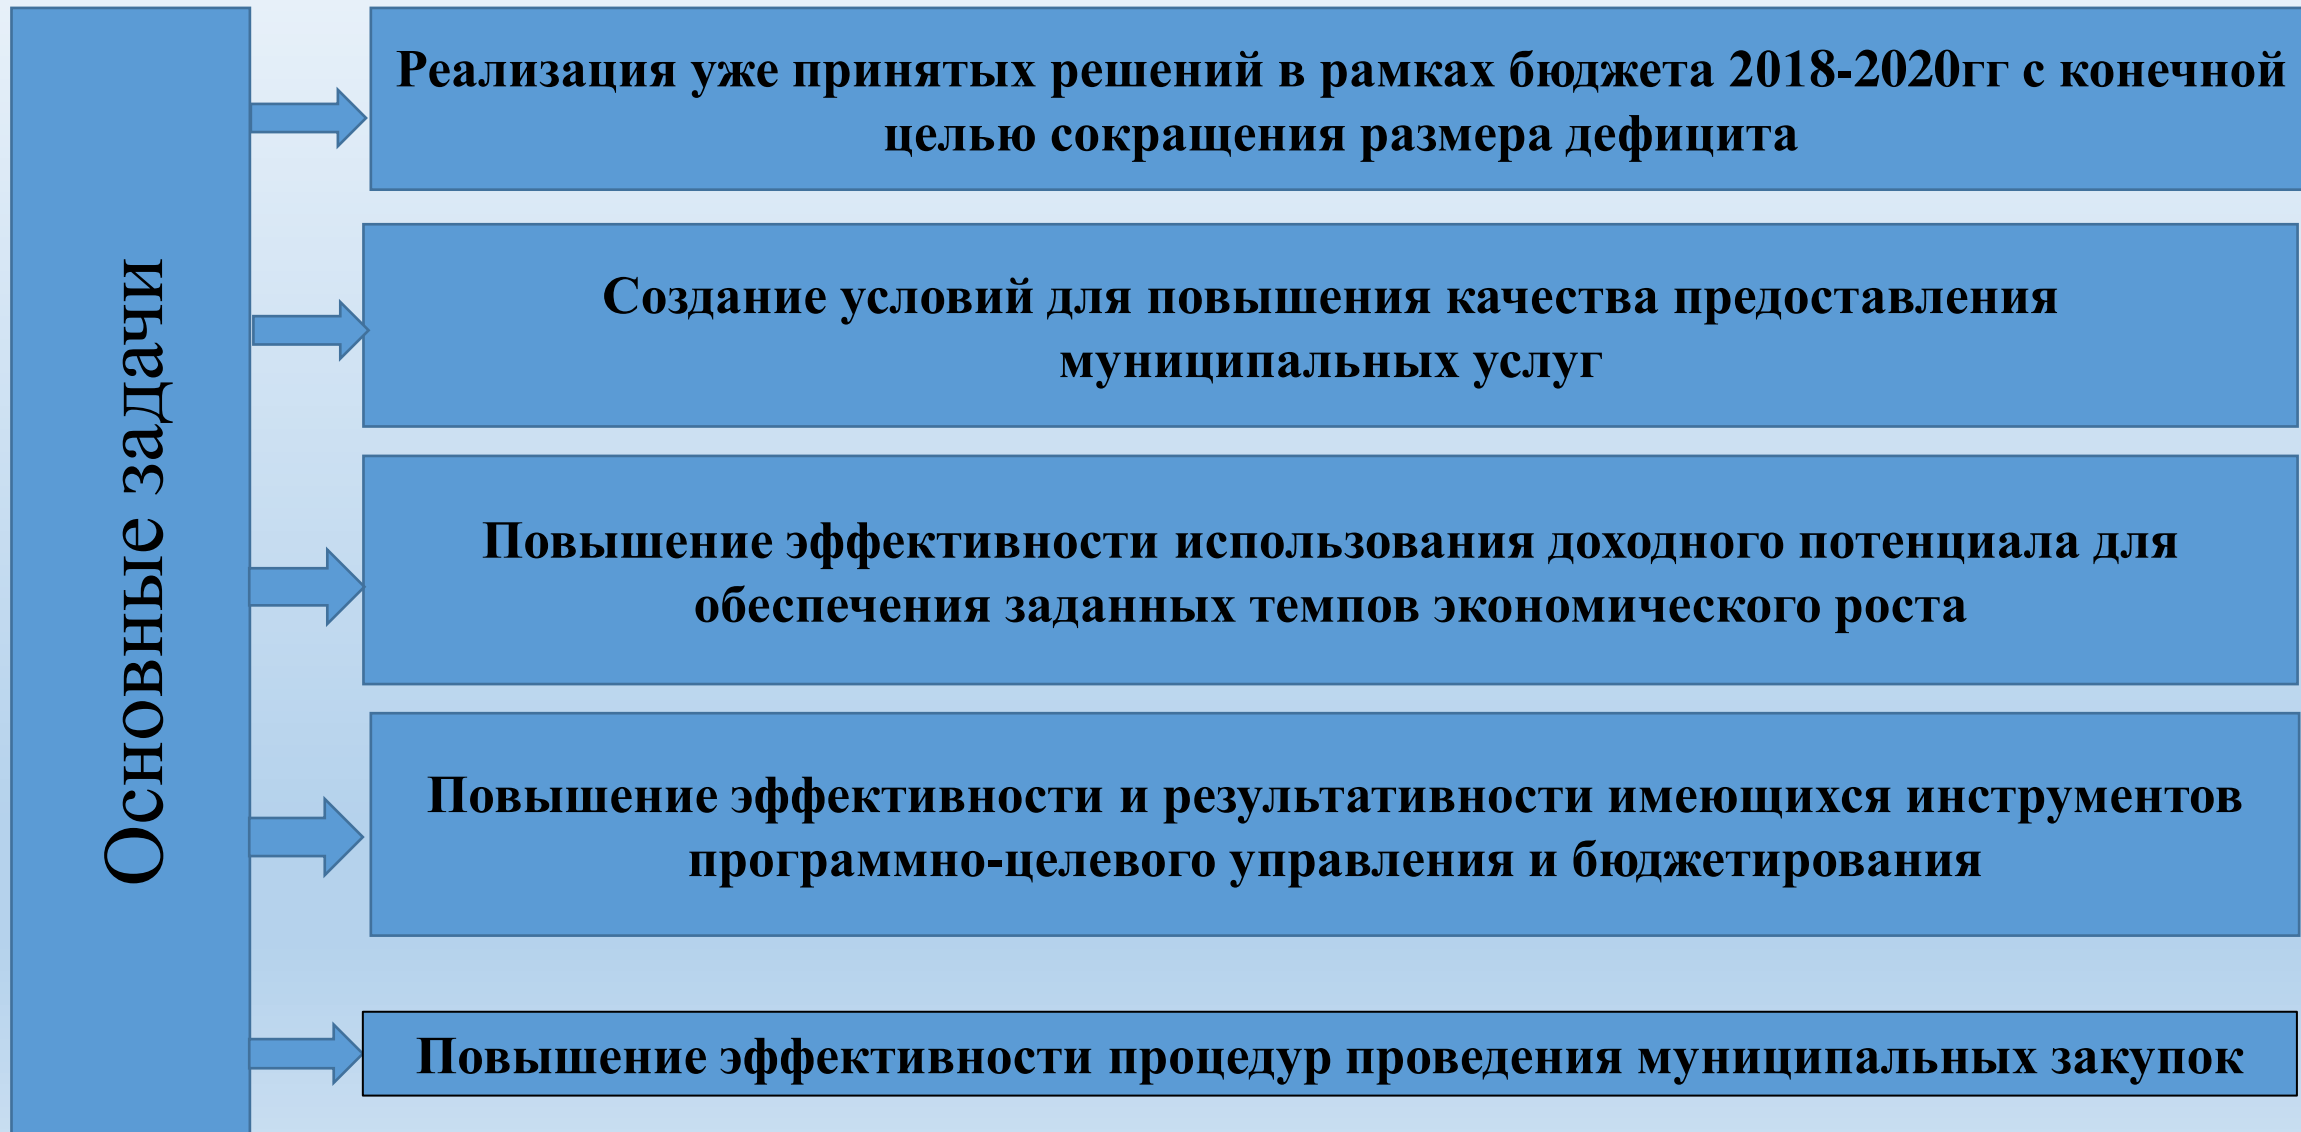 Основные задачи
Реализация уже принятых решений в рамках бюджета 2018-2020гг с конечной
целью сокращения размера дефицита
Создание условий для повышения качества предоставления
муниципальных услуг
Повышение эффективности использования доходного потенциала для
обеспечения заданных темпов экономического роста
Повышение эффективности и результативности имеющихся инструментов
программно-целевого управления и бюджетирования
Повышение эффективности процедур проведения муниципальных закупок